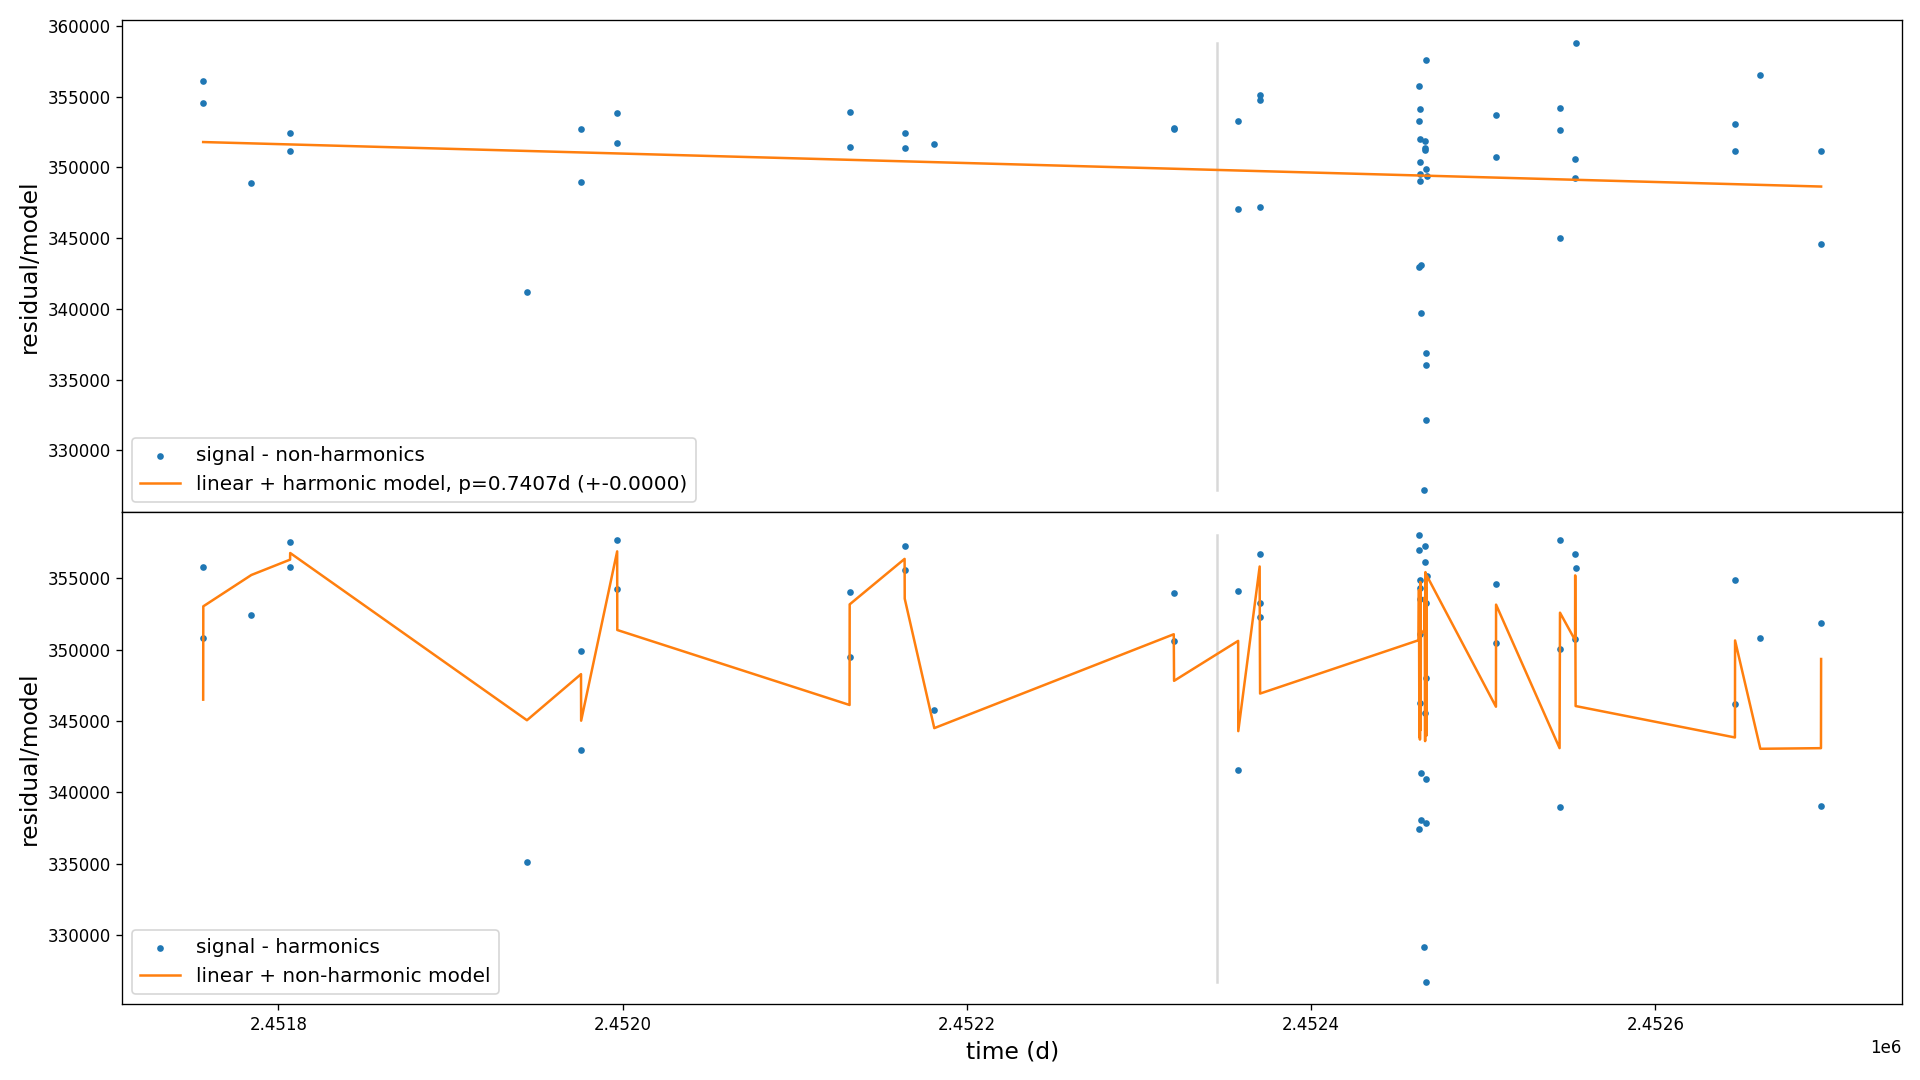 360000
355000
350000
345000
340000
335000
330000
residual/model
signal - non-harmonics
linear + harmonic model, p=0.7407d (+-0.0000)
355000
350000
345000
340000
335000
330000
residual/model
signal - harmonics
linear + non-harmonic model
2.4518 2.4520 2.4522 2.4524 2.4526
1e6
time (d)